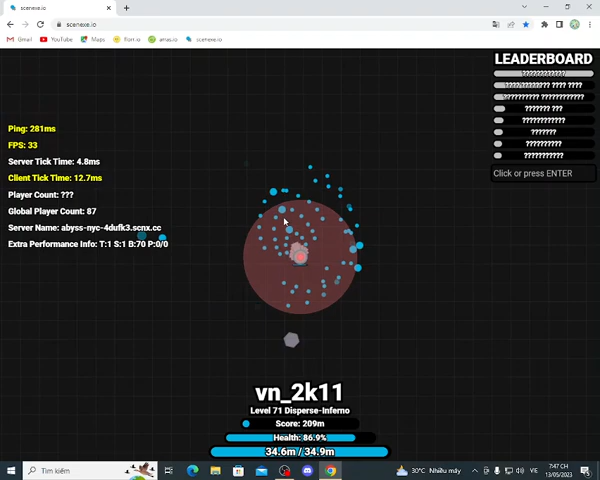 scenexe.io
scenexe.io
Gmail
YouTube
Maps
florr.io
arras.io
scenexe.io
LEADERBOARD
????????????
????,???????? ???? ????
?????????? ????????????
??????? ???
????????????
???????
??????????
???????????
Click or press ENTER
Ping: 281ms
FPS: 33
Server Tick Time: 4.8ms
Client Tick Time: 12.7ms
Player Count: ???
Global Player Count: 87
Server Name: abyss-nyc-4dufk3.scnx.cc
Extra Performance Info: T:1 S:1 B:70 P:0/0
vn_2k11
Level 71 Disperse-Inferno
Score: 209m
Health: 86.9%
34.6m / 34.9m
Tìm kiếm
30°C Nhiều mây
VE
7:47 CH
13/05/2023